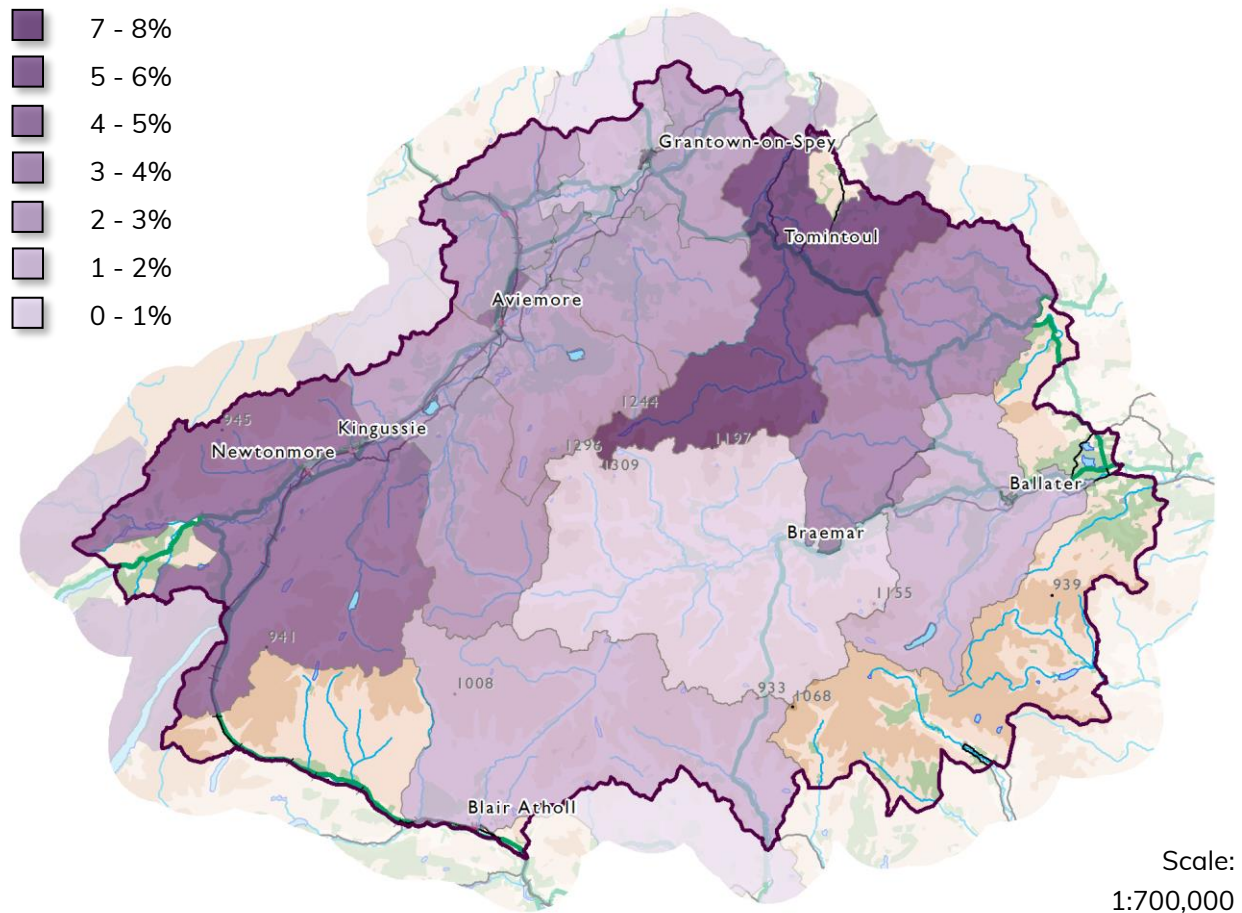 7 - 8%
5 - 6%
4 - 5%
3 - 4%
2 - 3%
1 - 2%
0 - 1%
Grantown-on-Spey
Tomintoul
Aviemore
1244
945
Kingussie
1296
1197
Newtonmore
1309
Ballater
Braemar
939
1155
941
1008
933
1068
Blair Atholl
Scale:
1:700,000